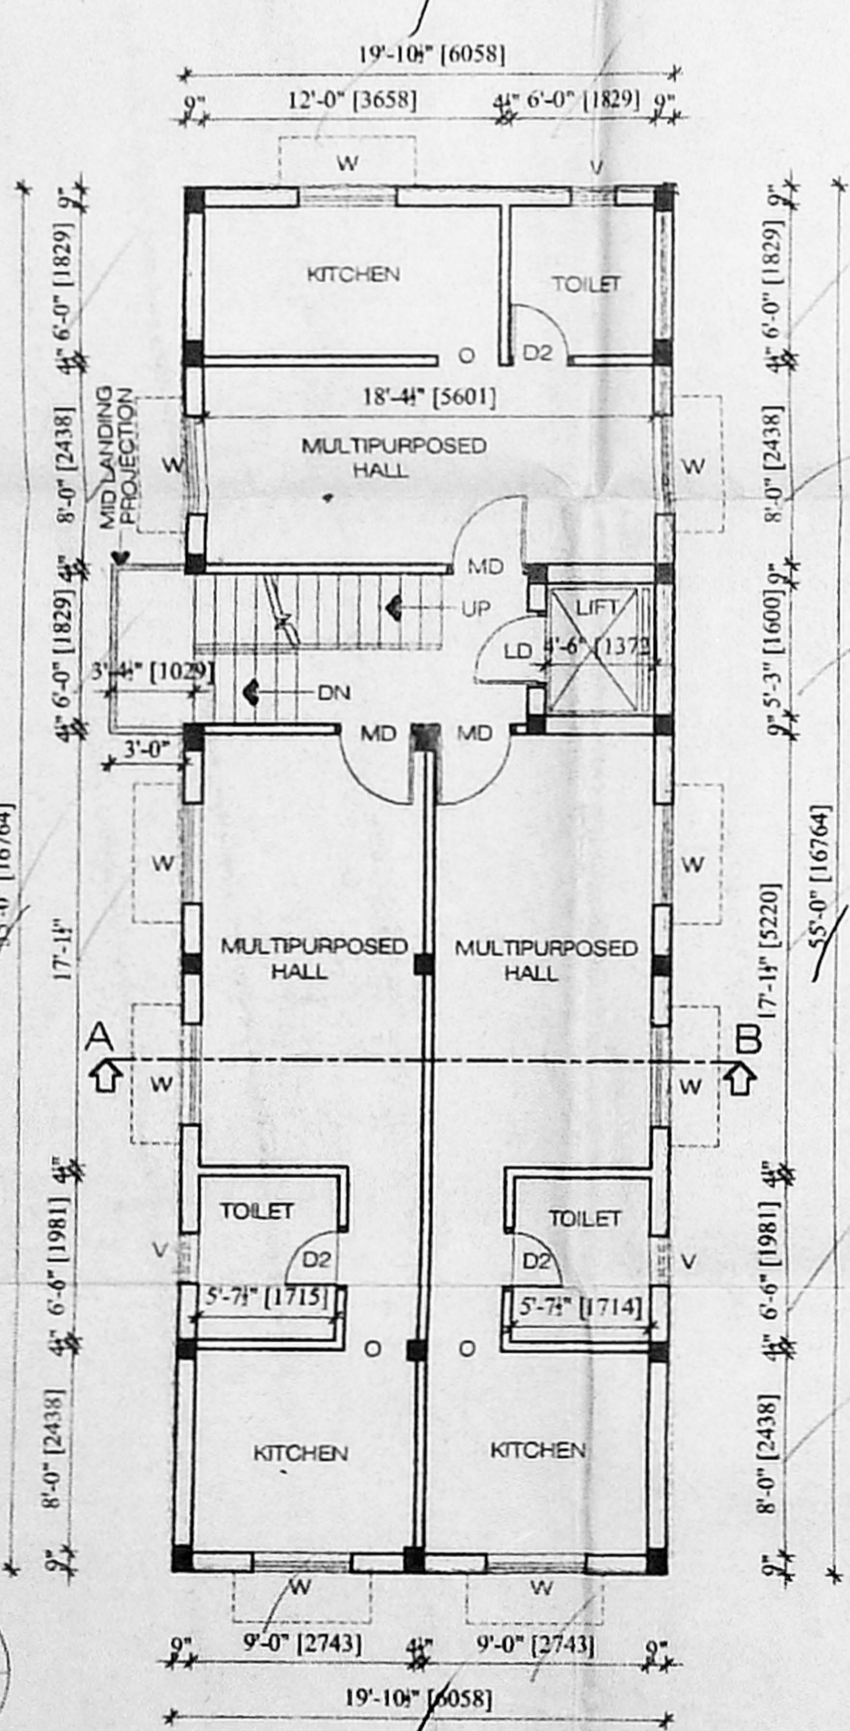 19'-10½" [6058]
9" 12'-0" [3658] 4½" 6'-0" [1829] 9"
W V
9" 9"
6'-0" [1829] KITCHEN TOILET 6'-0" [1829]
4½" O D2 4½"
18'-4½" [5601]
MID LANDING PROJECTION
8'-0" [2438] W MULTIPURPOSED W 8'-0" [2438]
HALL
MD
4½" 9"
UP LIFT
6'-0" [1829] LD 4'-6" [1372 5'-3" [1600]
3'-4½" [1029] DN
4½" MD MD 9"
3'-0"
W W
17'-1½" MULTIPURPOSED MULTIPURPOSED 17'-1½" [5220] 55'-0" [16764]
HALL HALL
A B
W W
4½" 4½"
TOILET TOILET
6'-6" [1981] V D2 D2 V 6'-6" [1981]
5'-7½" [1715] 5'-7½" [1714]
4½" O O 4½"
8'-0" [2438] KITCHEN KITCHEN 8'-0" [2438]
9" 9"
W W
9" 9'-0" [2743] 4½" 9'-0" [2743] 9"
19'-10½" [6058]